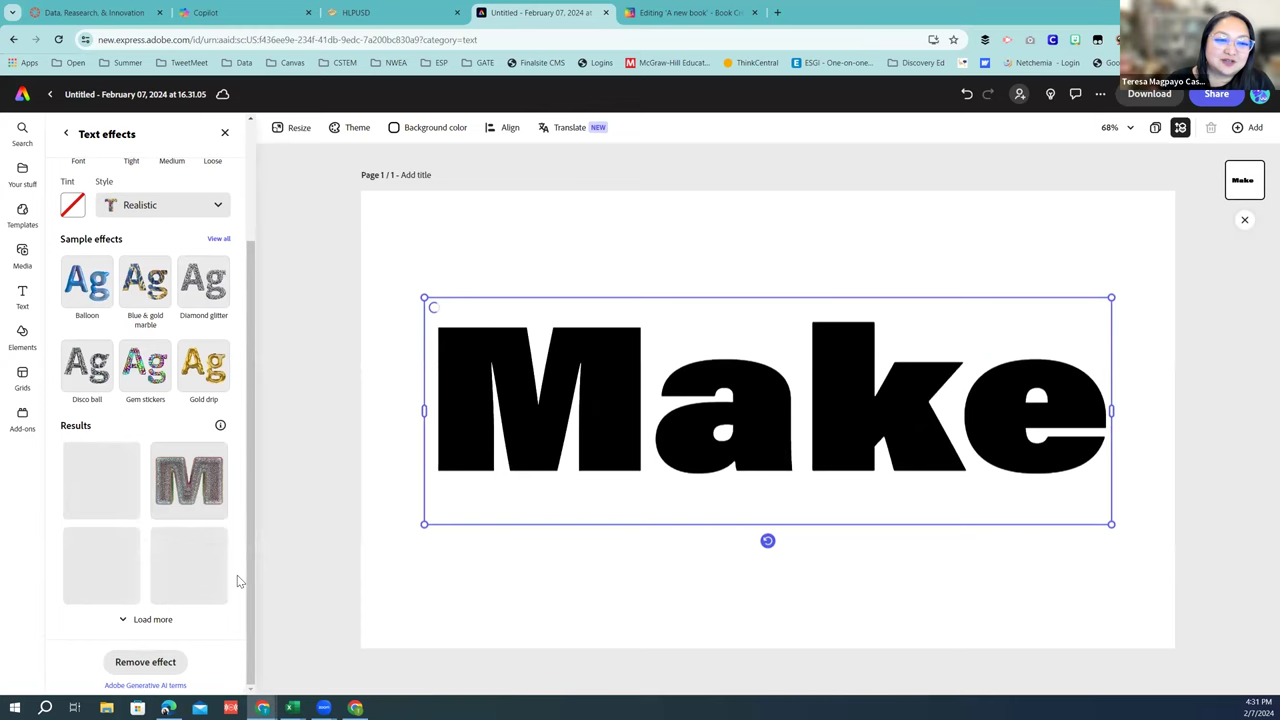 Data, Research, & Innovation
Copilot
HLPUSD
Untitled - February 07, 2024 at
Editing 'A new book' - Book C
new.express.adobe.com/id/urn:aaid:sc:US:f436ee9e-234f-41db-9edc-7a200bc830a9?category=text
Apps
Open
Summer
TweetMeet
Data
Canvas
CSTEM
NWEA
ESP
GATE
Finalsite CMS
Logins
McGraw-Hill Educat...
ThinkCentral
ESGI - One-on-one...
Discovery Ed
Netchemia - Login
Goo
Teresa Magpayo Cas...
Untitled - February 07, 2024 at 16.31.05
Download
Share
Text effects
Resize
Theme
Background color
Align
Translate NEW
68%
Add
Search
Your stuff
Templates
Media
Text
Elements
Grids
Add-ons
Font
Tight
Medium
Loose
Tint
Style
Realistic
Sample effects
View all
Ag
Ag
Ag
Balloon
Blue & gold marble
Diamond glitter
Ag
Ag
Ag
Disco ball
Gem stickers
Gold drip
Results
M
Load more
Remove effect
Adobe Generative AI terms
Page 1 / 1 - Add title
Make
Make
4:31 PM
2/7/2024